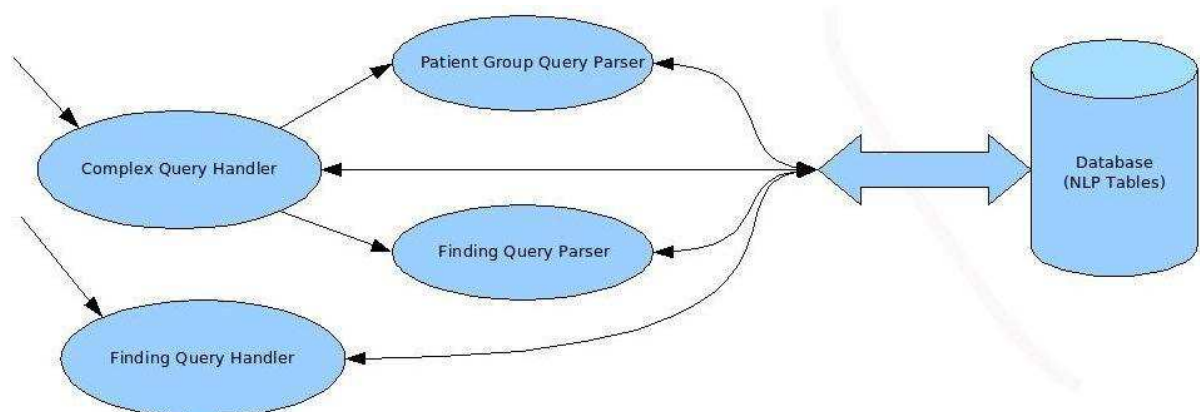 Patient Group Query Parser
Complex Query Handler
Database
(NLP Tables)
Finding Query Parser
Finding Query Handler